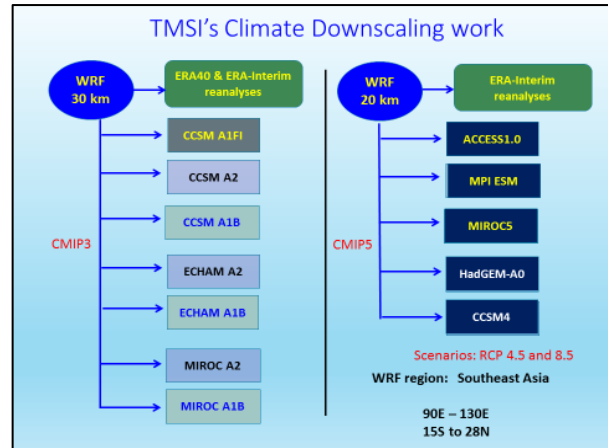 TMSI's Climate Downscaling work
WRF
30 km
ERA40 & ERA-Interim
reanalyses
CCSM A1FI
CCSM A2
CCSM A1B
CMIP3
ECHAM A2
ECHAM A1B
MIROC A2
MIROC A1B
WRF
20 km
ERA-Interim
reanalyses
ACCESS1.0
MPI ESM
MIROC5
CMIP5
HadGEM-A0
CCSM4
Scenarios: RCP 4.5 and 8.5
WRF region: Southeast Asia
90E – 130E
15S to 28N